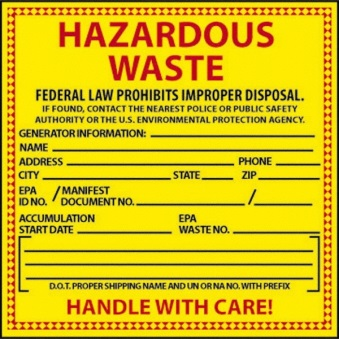 HAZARDOUS
WASTE
FEDERAL LAW PROHIBITS IMPROPER DISPOSAL.
IF FOUND, CONTACT THE NEAREST POLICE OR PUBLIC SAFETY
AUTHORITY OR THE U.S. ENVIRONMENTAL PROTECTION AGENCY.
GENERATOR INFORMATION:
NAME
ADDRESS PHONE
CITY STATE ZIP
EPA / MANIFEST
ID NO. / DOCUMENT NO. /
ACCUMULATION EPA
START DATE WASTE NO.
D.O.T. PROPER SHIPPING NAME AND UN OR NA NO. WITH PREFIX
HANDLE WITH CARE!